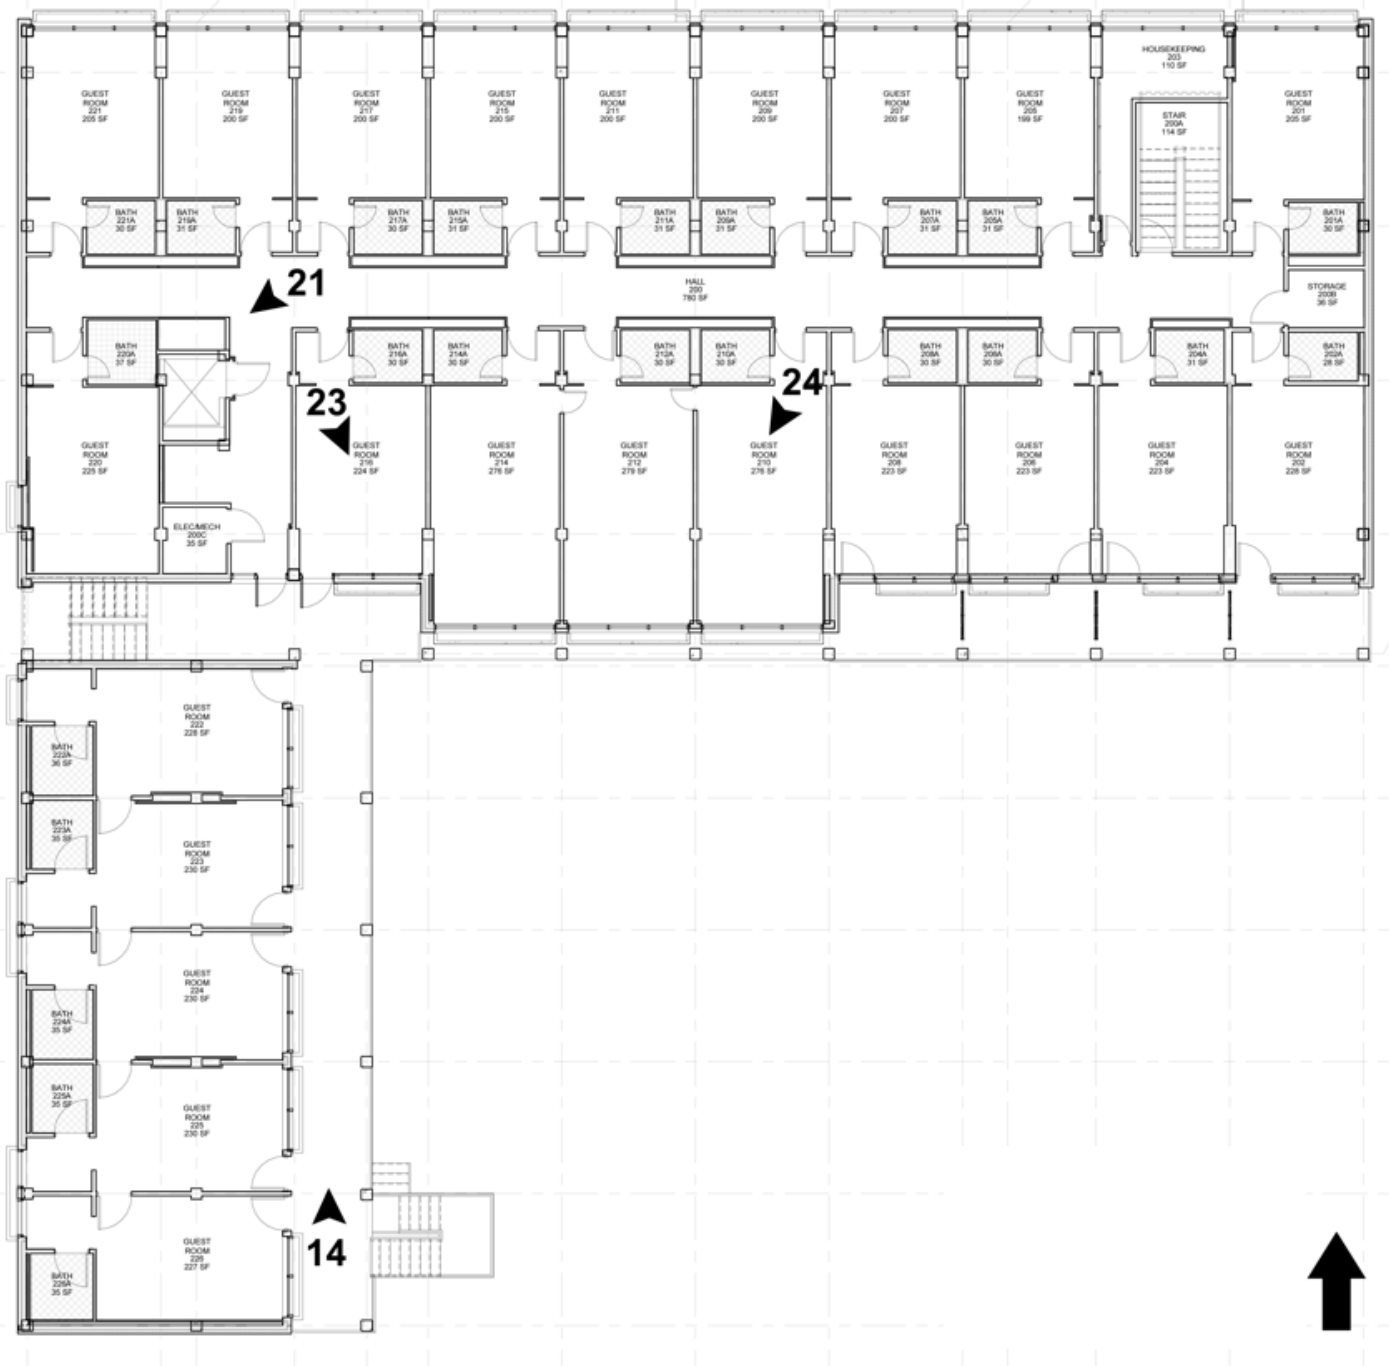 GUEST
ROOM
221
205 SF
GUEST
ROOM
219
200 SF
GUEST
ROOM
217
200 SF
GUEST
ROOM
215
200 SF
GUEST
ROOM
211
200 SF
GUEST
ROOM
209
200 SF
GUEST
ROOM
207
200 SF
GUEST
ROOM
205
199 SF
HOUSEKEEPING
203
110 SF
STAIR
200A
114 SF
GUEST
ROOM
201
205 SF
BATH
221A
30 SF
BATH
219A
31 SF
BATH
217A
30 SF
BATH
215A
31 SF
BATH
211A
31 SF
BATH
209A
31 SF
BATH
207A
31 SF
BATH
205A
31 SF
BATH
201A
30 SF
21
HALL
200
780 SF
STORAGE
200B
36 SF
BATH
220A
37 SF
BATH
216A
30 SF
BATH
214A
30 SF
BATH
212A
30 SF
BATH
210A
30 SF
BATH
208A
30 SF
BATH
206A
30 SF
BATH
204A
31 SF
BATH
202A
28 SF
23
24
GUEST
ROOM
220
225 SF
GUEST
ROOM
216
224 SF
GUEST
ROOM
214
276 SF
GUEST
ROOM
212
279 SF
GUEST
ROOM
210
276 SF
GUEST
ROOM
208
223 SF
GUEST
ROOM
206
223 SF
GUEST
ROOM
204
223 SF
GUEST
ROOM
202
228 SF
ELEC/MECH
200C
35 SF
GUEST
ROOM
222
228 SF
BATH
222A
36 SF
BATH
223A
35 SF
GUEST
ROOM
223
230 SF
GUEST
ROOM
224
230 SF
BATH
224A
35 SF
BATH
225A
35 SF
GUEST
ROOM
225
230 SF
14
GUEST
ROOM
226
227 SF
BATH
226A
35 SF